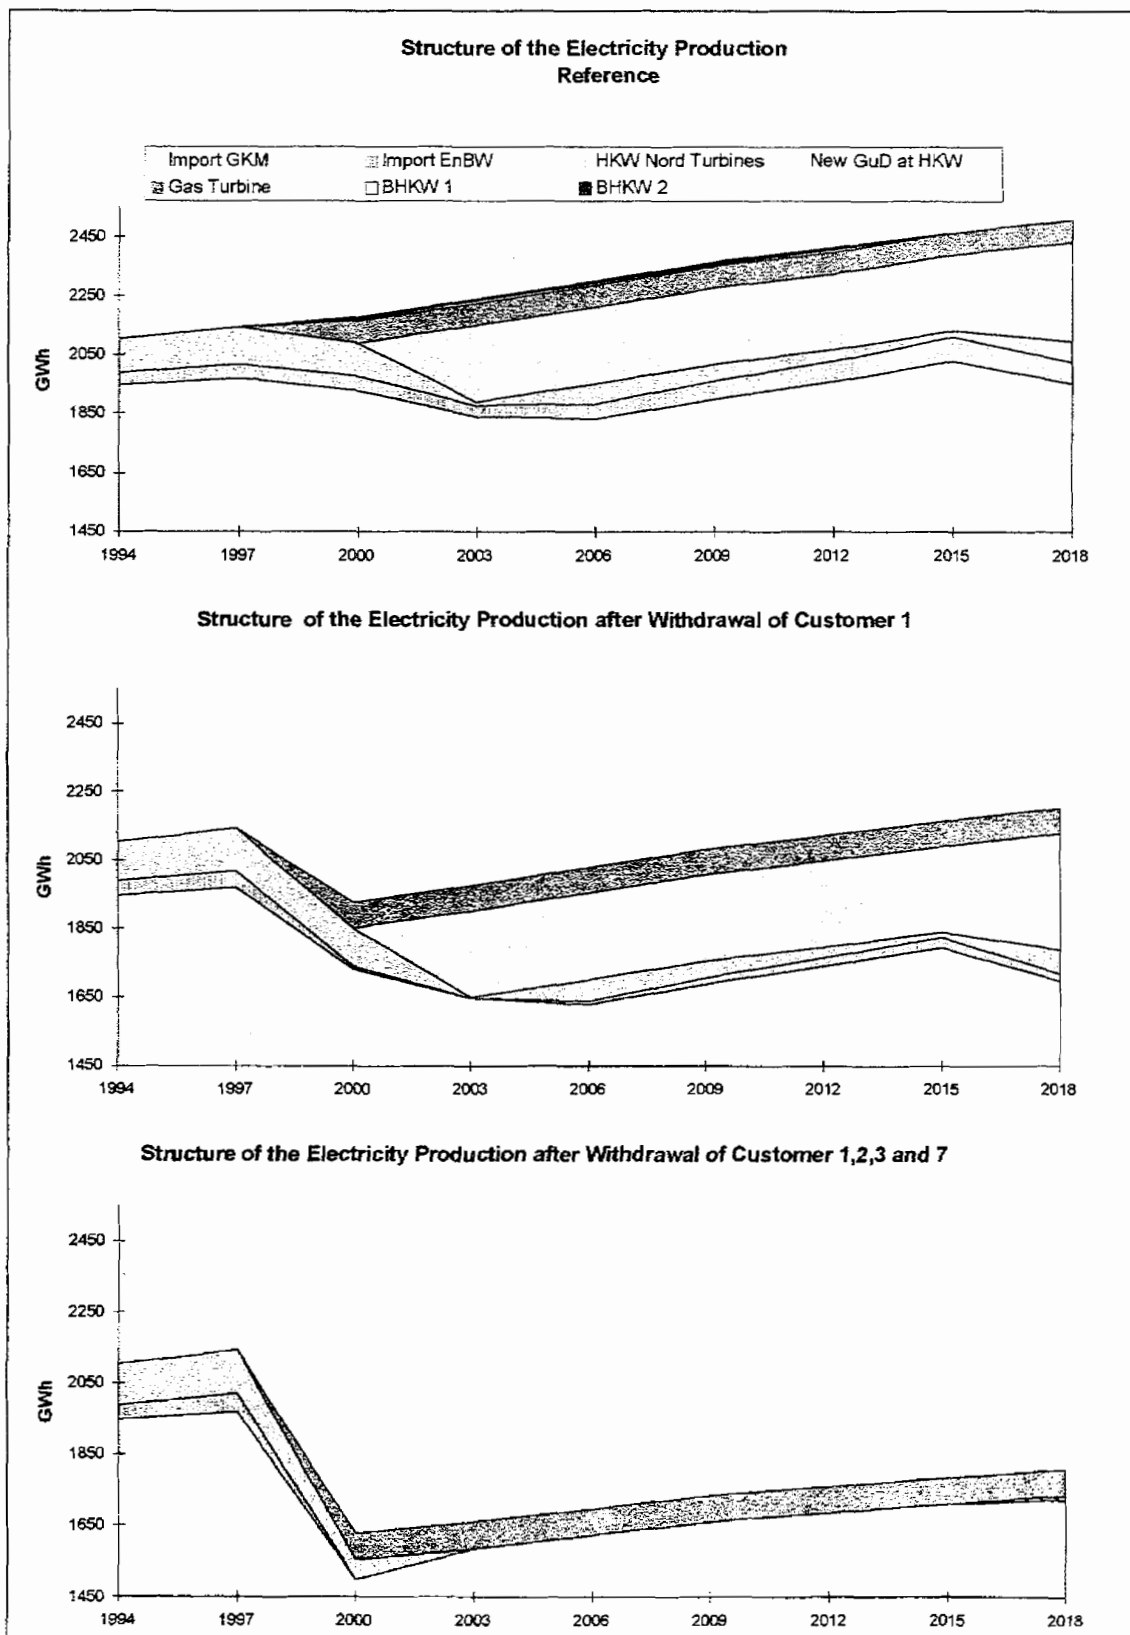 Structure of the Electricity Production
Reference
Import GKM Import EnBW HKW Nord Turbines New GuD at HKW
Gas Turbine BHKW 1 BHKW 2
2450
2250
2050
1850
1650
1450
GWh
1994 1997 2000 2003 2006 2009 2012 2015 2018
Structure of the Electricity Production after Withdrawal of Customer 1
2450
2250
2050
1850
1650
1450
GWh
1994 1997 2000 2003 2006 2009 2012 2015 2018
Structure of the Electricity Production after Withdrawal of Customer 1,2,3 and 7
2450
2250
2050
1850
1650
1450
GWh
1994 1997 2000 2003 2006 2009 2012 2015 2018